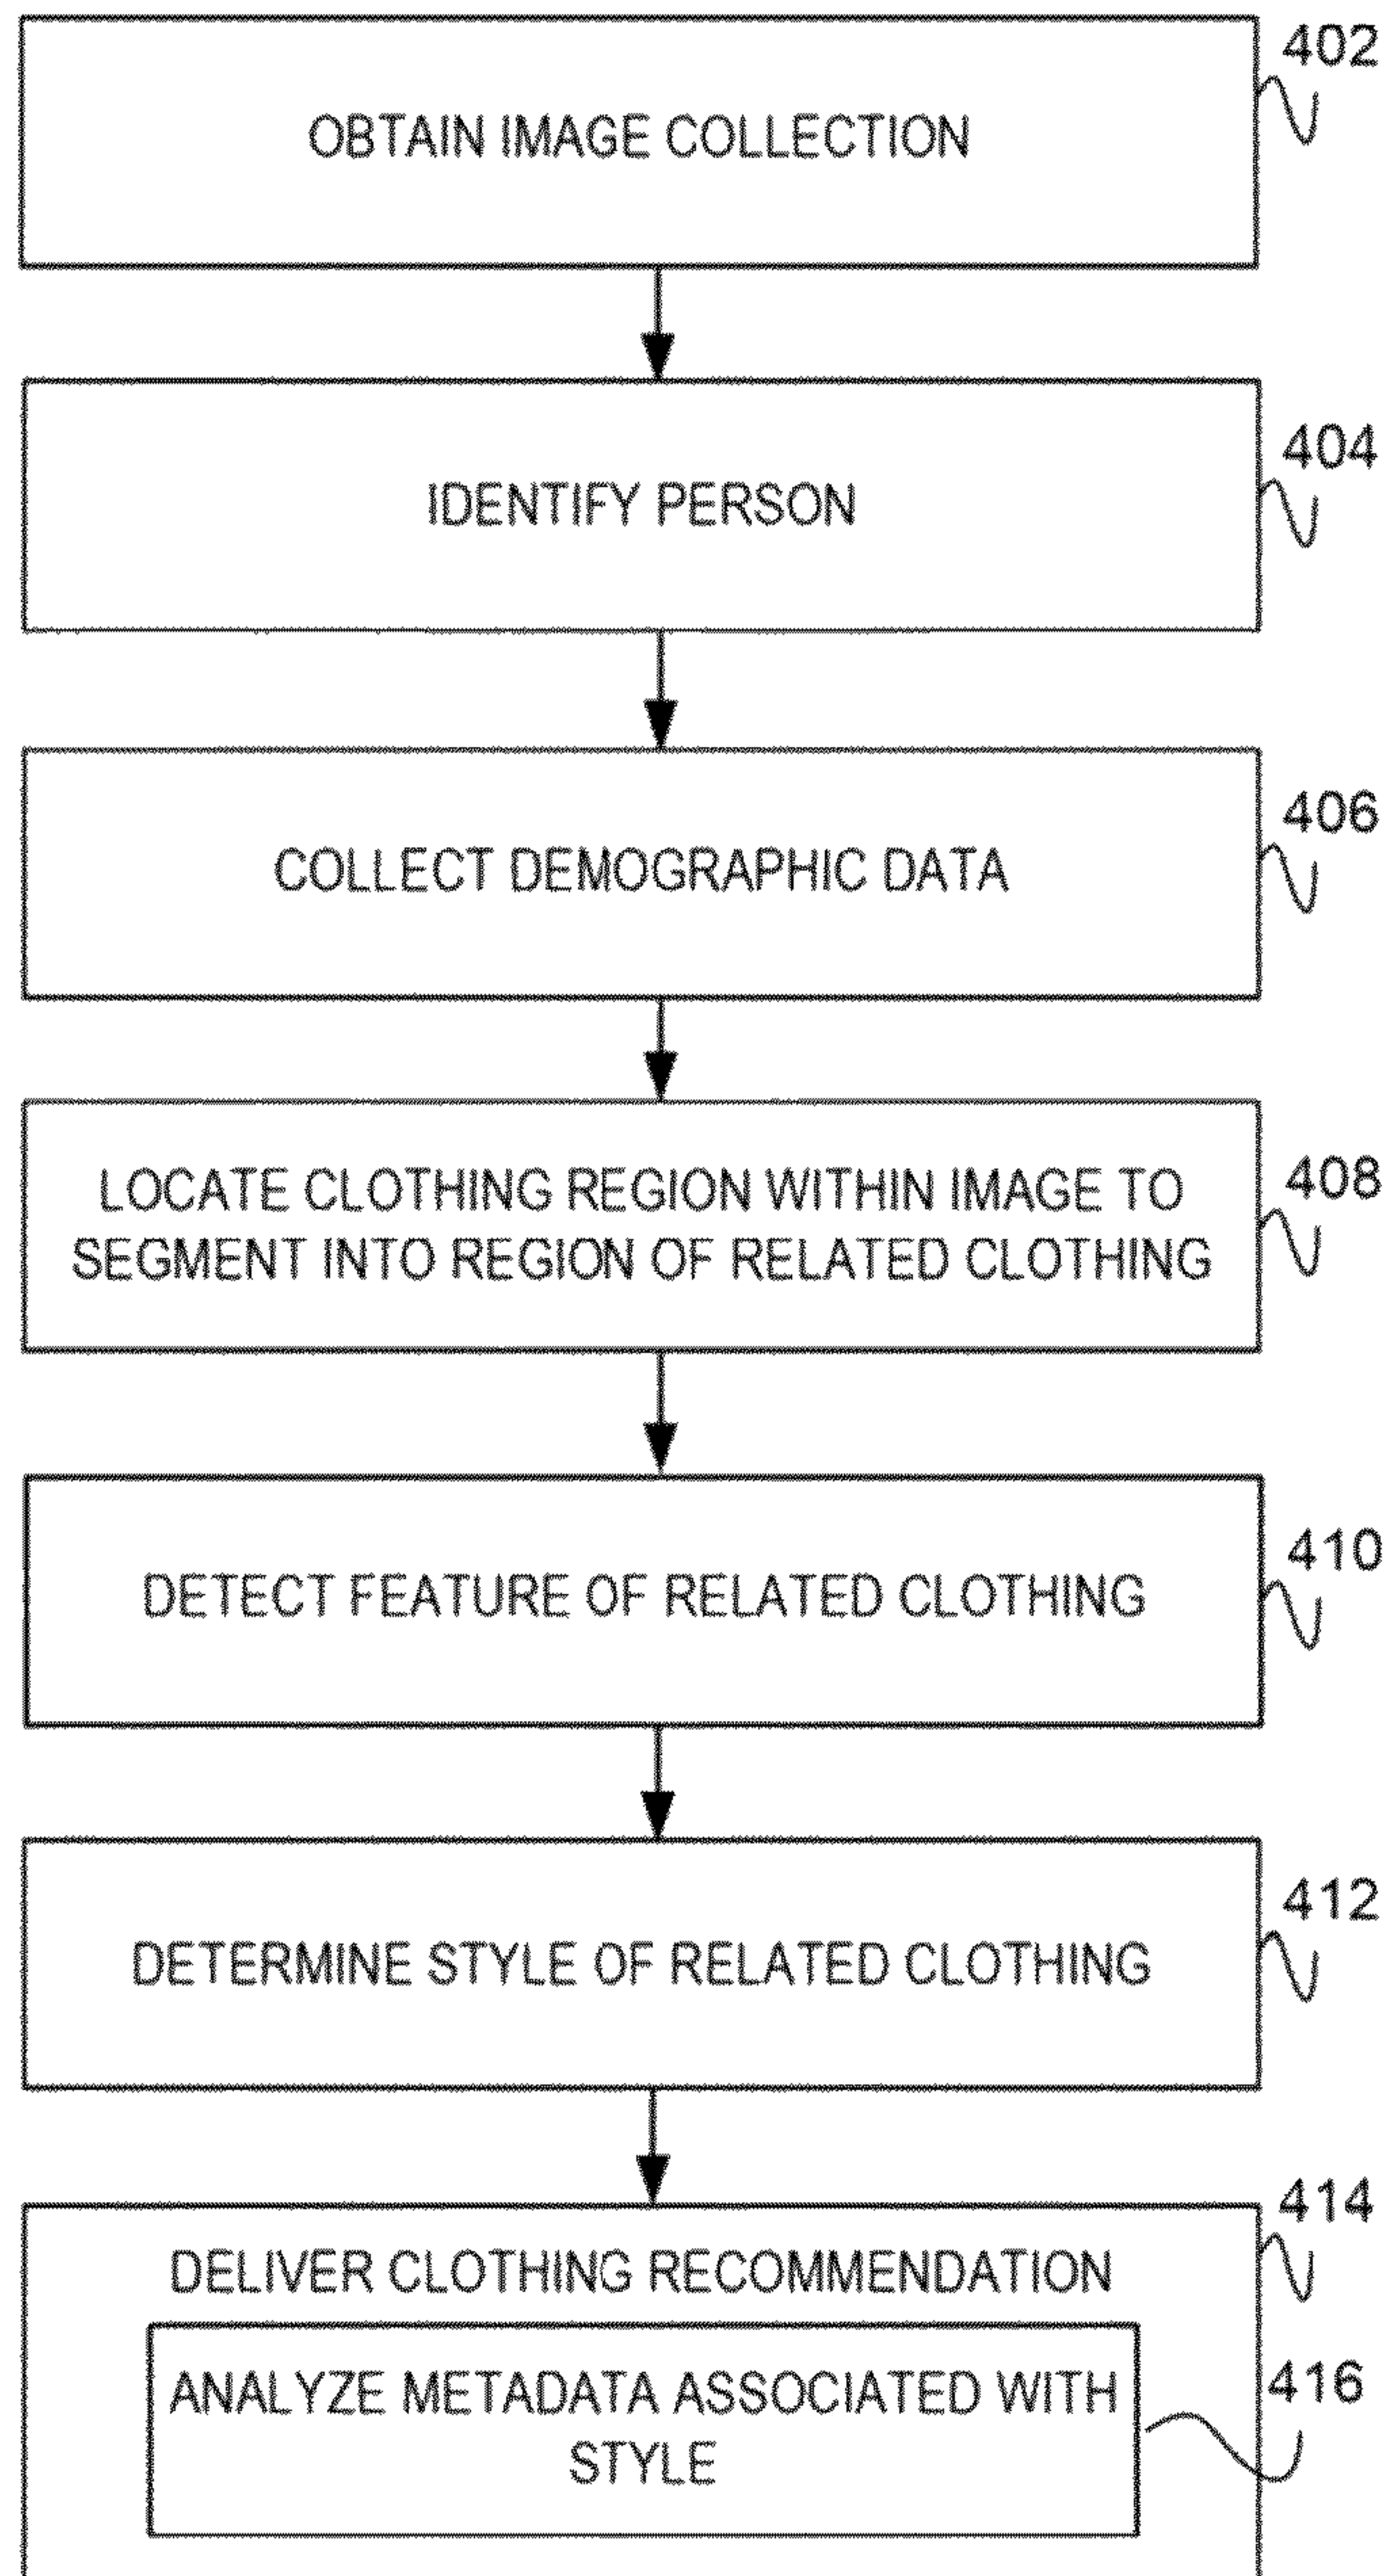 402
OBTAIN IMAGE COLLECTION
404
IDENTIFY PERSON
406
COLLECT DEMOGRAPHIC DATA
408
LOCATE CLOTHING REGION WITHIN IMAGE TO
SEGMENT INTO REGION OF RELATED CLOTHING
410
DETECT FEATURE OF RELATED CLOTHING
412
DETERMINE STYLE OF RELATED CLOTHING
414
DELIVER CLOTHING RECOMMENDATION
416
ANALYZE METADATA ASSOCIATED WITH
STYLE